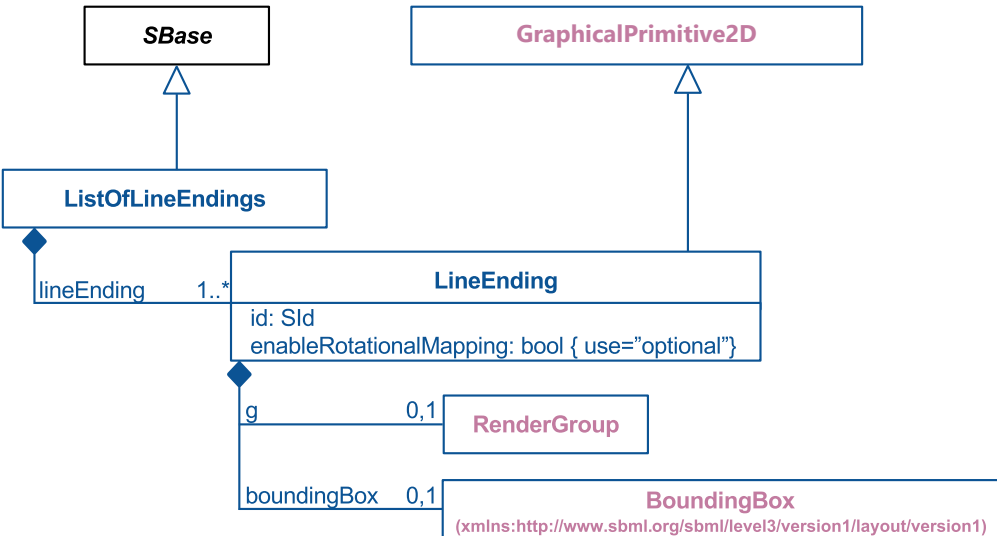 SBase
GraphicalPrimitive2D
ListOfLineEndings
lineEnding 1..*
LineEnding
id: SId
enableRotationalMapping: bool { use=”optional”}
g 0,1
RenderGroup
boundingBox 0,1
BoundingBox
(xmlns:http://www.sbml.org/sbml/level3/version1/layout/version1)